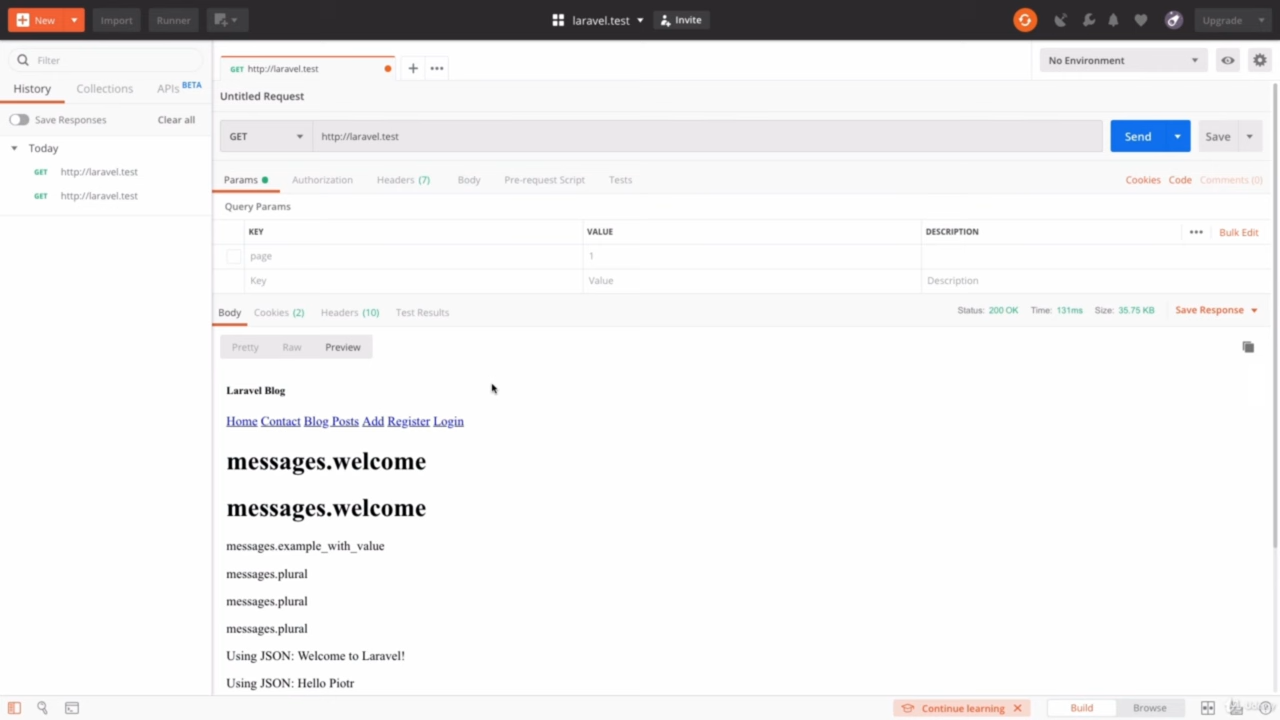 New Import Runner laravel.test Invite Upgrade
Filter
History Collections APIs BETA
Save Responses Clear all
Today
GET http://laravel.test
GET http://laravel.test
GET http://laravel.test No Environment
Untitled Request
GET http://laravel.test Send Save
Params Authorization Headers (7) Body Pre-request Script Tests Cookies Code Comments (0)
Query Params
KEY VALUE DESCRIPTION Bulk Edit
page 1
Key Value Description
Body Cookies (2) Headers (10) Test Results Status: 200 OK Time: 131ms Size: 35.75 KB Save Response
Pretty Raw Preview
Laravel Blog
Home Contact Blog Posts Add Register Login
messages.welcome
messages.welcome
messages.example_with_value
messages.plural
messages.plural
messages.plural
Using JSON: Welcome to Laravel!
Using JSON: Hello Piotr
Continue learning Build Browse